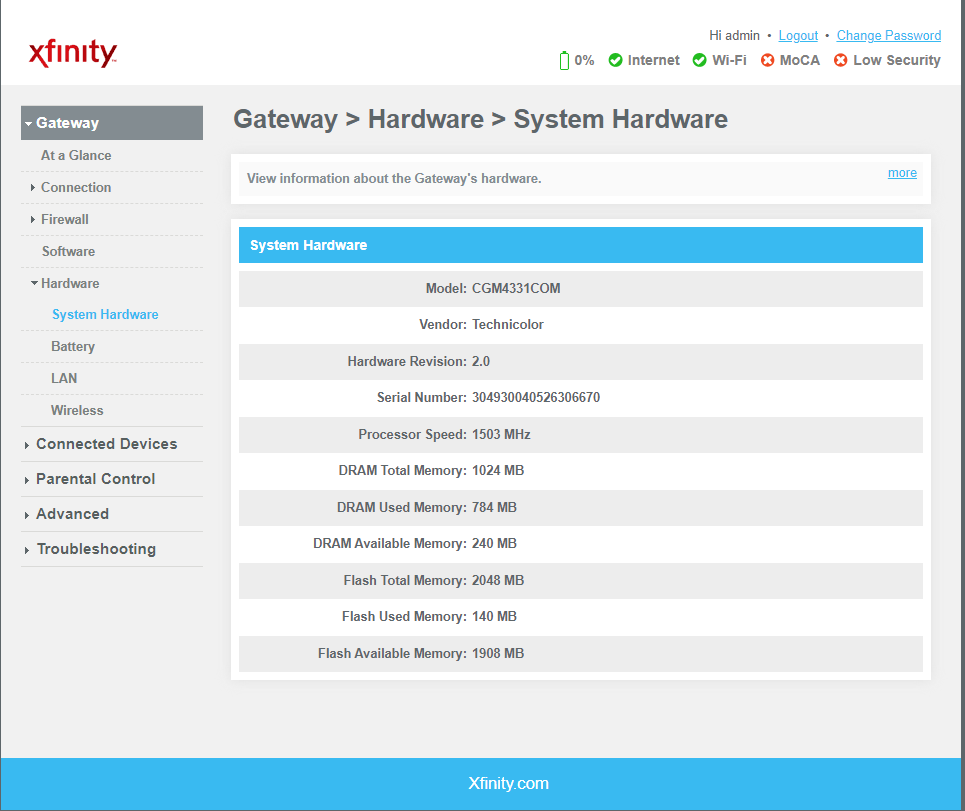 xfinity
Hi admin • Logout • Change Password
0% Internet Wi-Fi MoCA Low Security
Gateway
At a Glance
Connection
Firewall
Software
Hardware
System Hardware
Battery
LAN
Wireless
Connected Devices
Parental Control
Advanced
Troubleshooting
Gateway > Hardware > System Hardware
View information about the Gateway's hardware. more
System Hardware
Model: CGM4331COM
Vendor: Technicolor
Hardware Revision: 2.0
Serial Number: 304930040526306670
Processor Speed: 1503 MHz
DRAM Total Memory: 1024 MB
DRAM Used Memory: 784 MB
DRAM Available Memory: 240 MB
Flash Total Memory: 2048 MB
Flash Used Memory: 140 MB
Flash Available Memory: 1908 MB
Xfinity.com